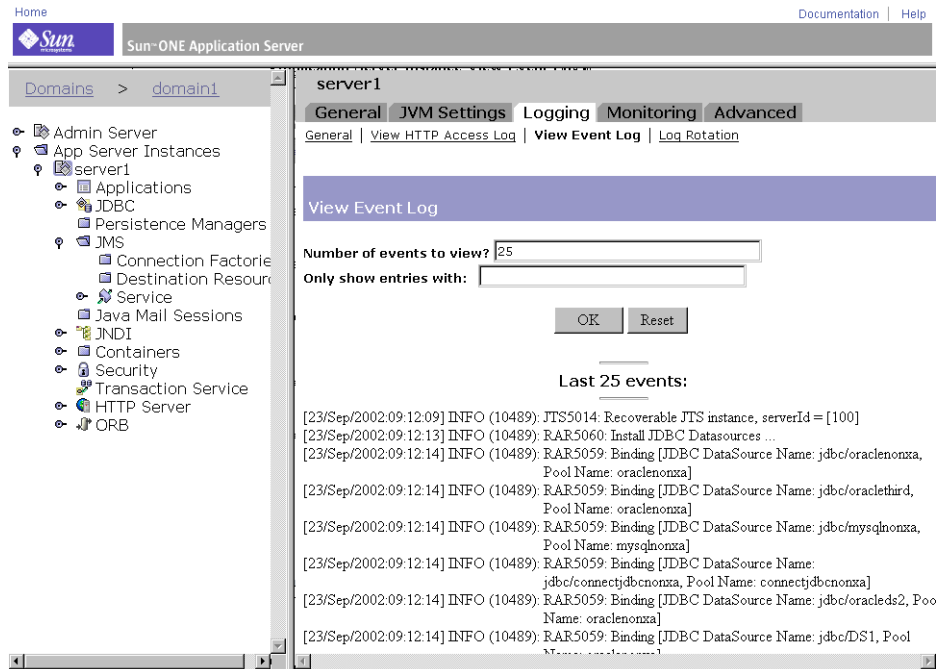 Home
Documentation | Help
Sun
microsystems
Sun™ ONE Application Server
Domains > domain1
Admin Server
App Server Instances
server1
Applications
JDBC
Persistence Managers
JMS
Connection Factorie
Destination Resour
Service
Java Mail Sessions
JNDI
Containers
Security
Transaction Service
HTTP Server
ORB
server1
General JVM Settings Logging Monitoring Advanced
General | View HTTP Access Log | View Event Log | Log Rotation
View Event Log
Number of events to view? 25
Only show entries with:
OK Reset
Last 25 events:
[23/Sep/2002:09:12:09] INFO (10489): JTS5014: Recoverable JTS instance, serverId = [100]
[23/Sep/2002:09:12:13] INFO (10489): RAR5060: Install JDBC Datasources ...
[23/Sep/2002:09:12:14] INFO (10489): RAR5059: Binding [JDBC DataSource Name: jdbc/oraclenonxa,
Pool Name: oraclenonxa]
[23/Sep/2002:09:12:14] INFO (10489): RAR5059: Binding [JDBC DataSource Name: jdbc/oraclethird,
Pool Name: oraclenonxa]
[23/Sep/2002:09:12:14] INFO (10489): RAR5059: Binding [JDBC DataSource Name: jdbc/mysqlnonxa,
Pool Name: mysqlnonxa]
[23/Sep/2002:09:12:14] INFO (10489): RAR5059: Binding [JDBC DataSource Name:
jdbc/connectjdbcnonxa, Pool Name: connectjdbcnonxa]
[23/Sep/2002:09:12:14] INFO (10489): RAR5059: Binding [JDBC DataSource Name: jdbc/oracleds2, Poo
Name: oraclenonxa]
[23/Sep/2002:09:12:14] INFO (10489): RAR5059: Binding [JDBC DataSource Name: jdbc/DS1, Pool